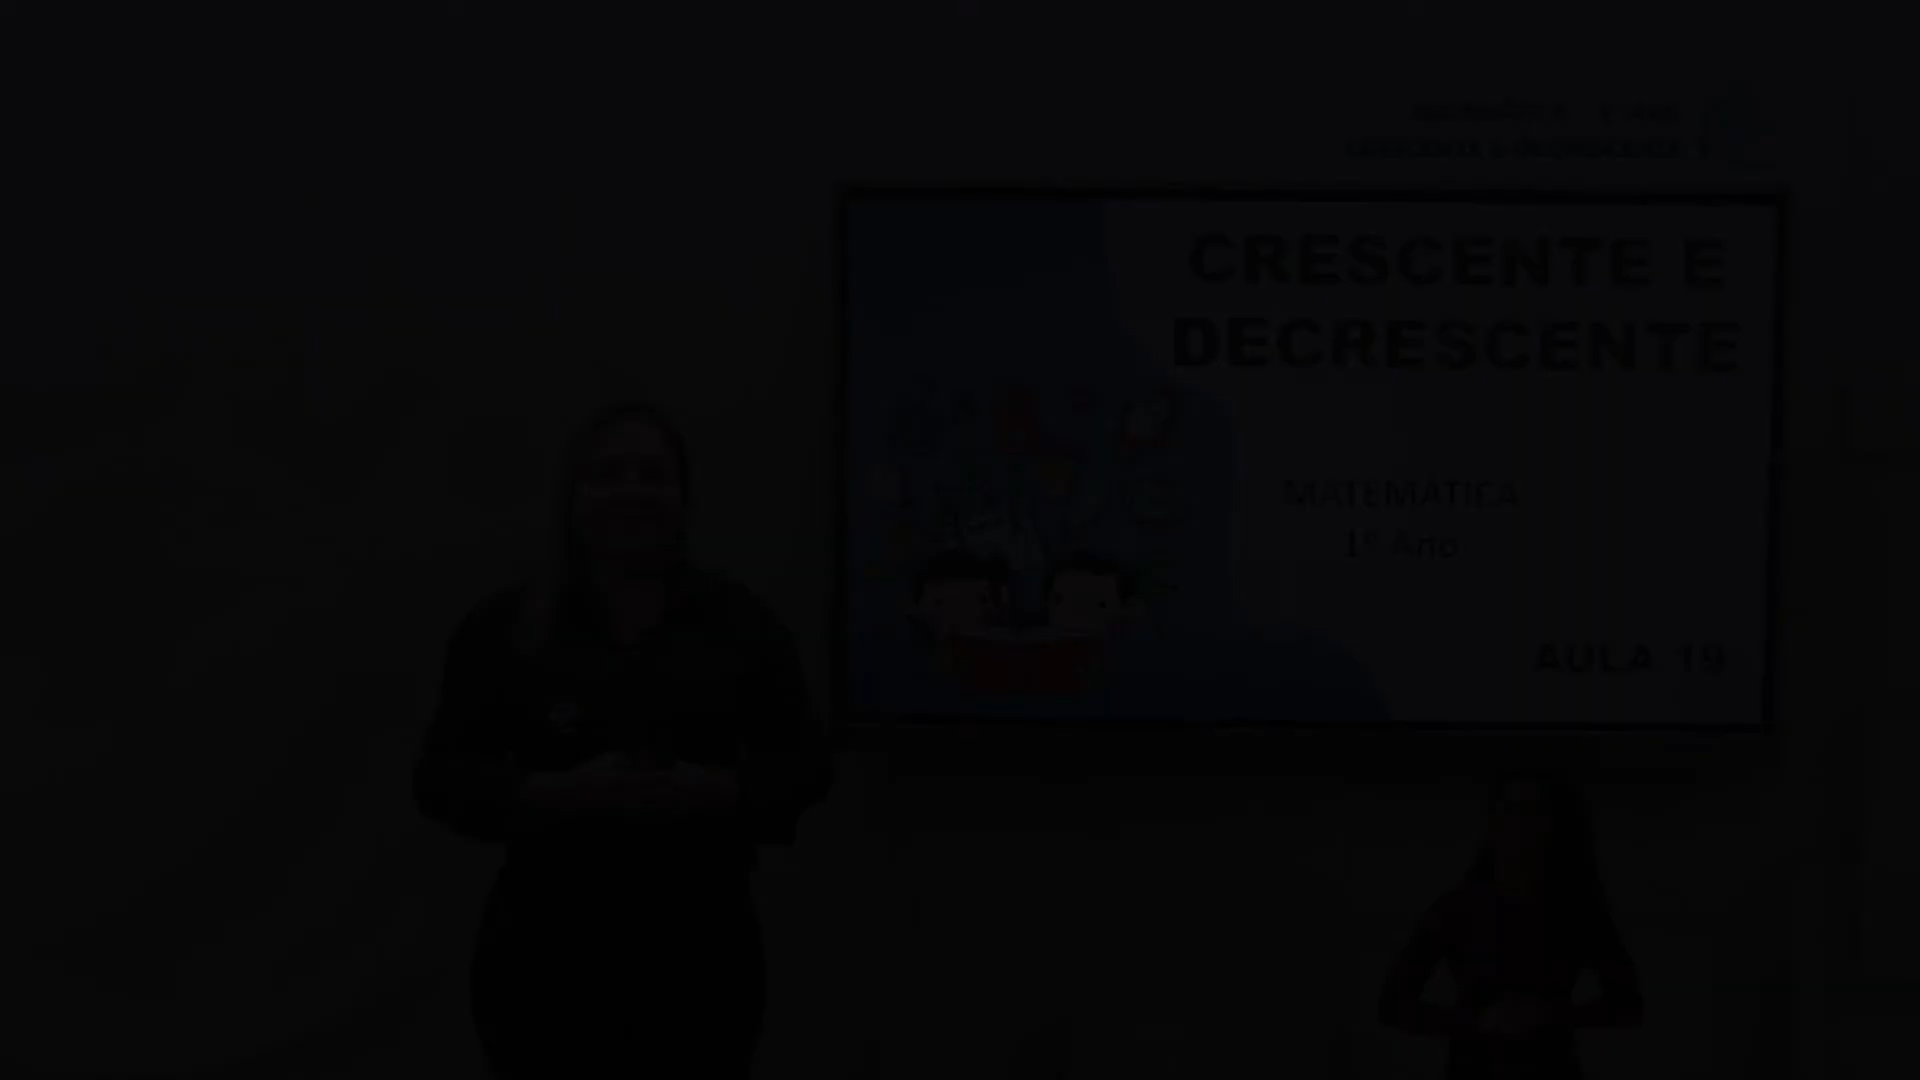 CRESCENTE E
DECRESCENTE
MATEMÁTICA
1º Ano
AULA 19